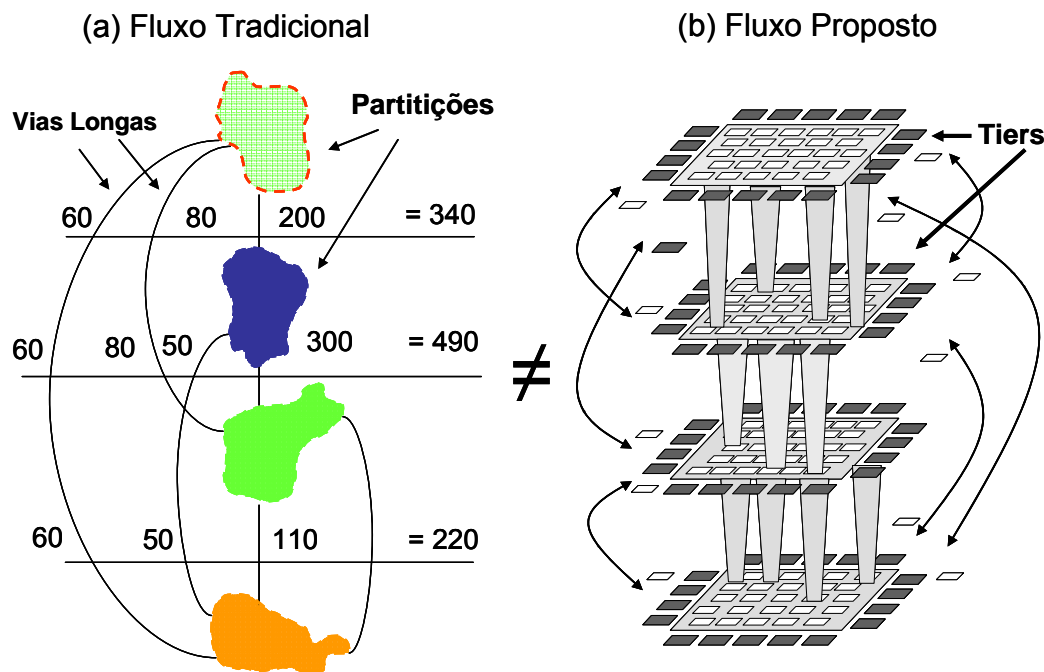 (a) Fluxo Tradicional
(b) Fluxo Proposto
Vias Longas
Partitições
Tiers
60 80 200 = 340
60 80 50 300 = 490
≠
60 50 110 = 220